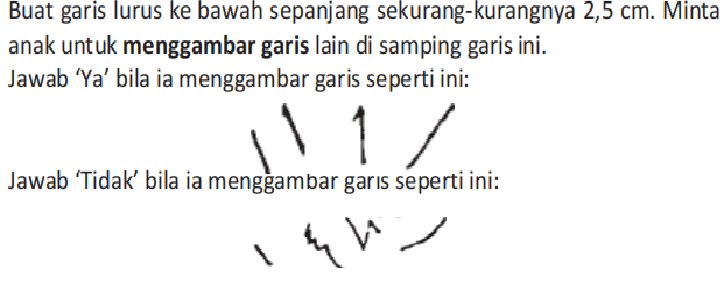 Buat garis lurus ke bawah sepanjang sekurang-kurangnya 2,5 cm. Minta
anak untuk menggambar garis lain di samping garis ini.
Jawab ‘Ya’ bila ia menggambar garis seperti ini:
Jawab ‘Tidak’ bila ia menggambar garis seperti ini: